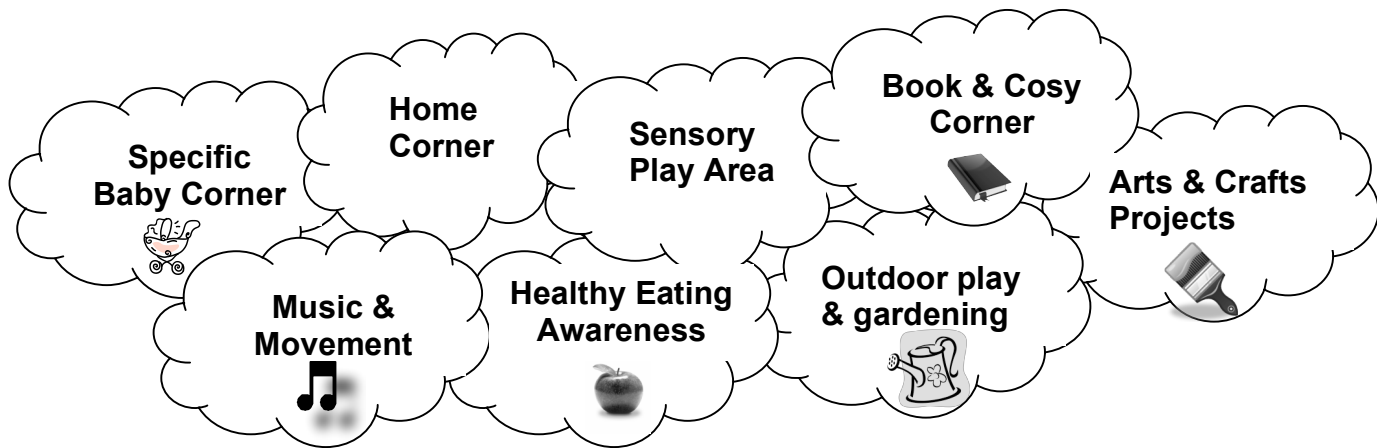 Specific
Baby Corner
Home
Corner
Sensory
Play Area
Book & Cosy
Corner
Arts & Crafts
Projects
Music &
Movement
Healthy Eating
Awareness
Outdoor play
& gardening